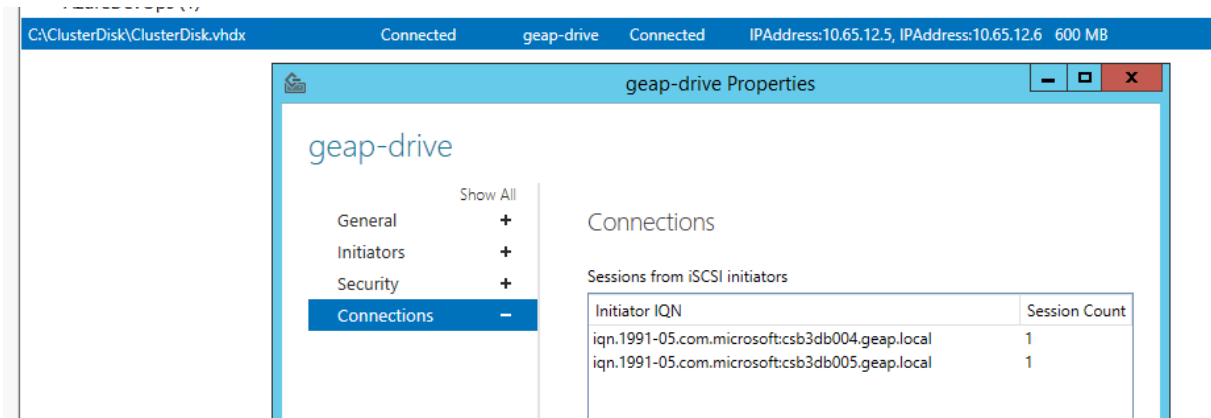 C:\ClusterDisk\ClusterDisk.vhdx Connected geap-drive Connected IPAddress:10.65.12.5, IPAddress:10.65.12.6 600 MB
geap-drive Properties
geap-drive
Show All
General +
Initiators +
Security +
Connections –
Connections
Sessions from iSCSI initiators
Initiator IQN Session Count
iqn.1991-05.com.microsoft:csb3db004.geap.local 1
iqn.1991-05.com.microsoft:csb3db005.geap.local 1